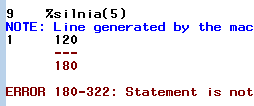 9 %silnia(5)
NOTE: Line generated by the mac
1 120
---
180
ERROR 180-322: Statement is not